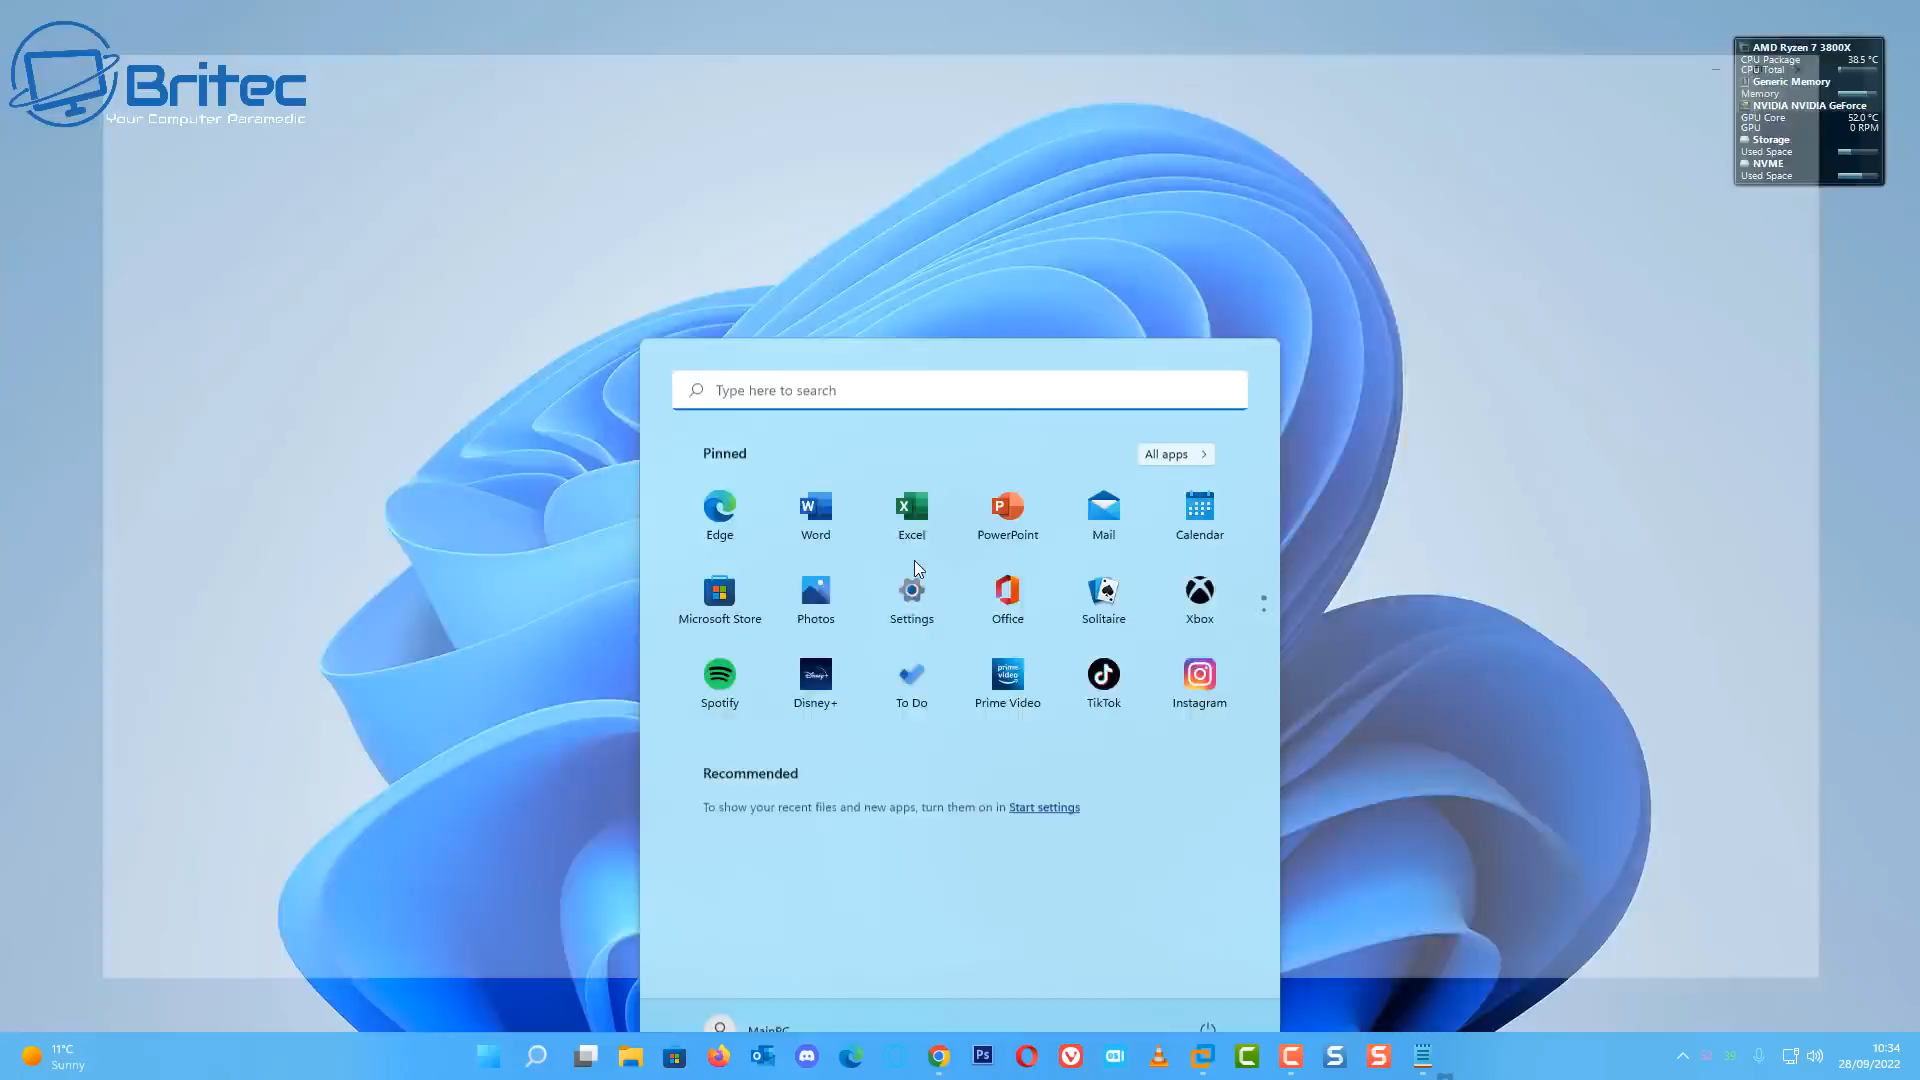 Britec
Your Computer Paramedic
AMD Ryzen 7 3800X
CPU Package 38.5 °C
CPU Total
Generic Memory
Memory
NVIDIA NVIDIA GeForce
GPU Core 52.0 °C
GPU 0 RPM
Storage
Used Space
NVME
Used Space
Type here to search
Pinned
All apps
Edge
Word
Excel
PowerPoint
Mail
Calendar
Microsoft Store
Photos
Settings
Office
Solitaire
Xbox
Spotify
Disney+
To Do
Prime Video
TikTok
Instagram
Recommended
To show your recent files and new apps, turn them on in Start settings
MainPC
11°C
Sunny
10:34
28/09/2022